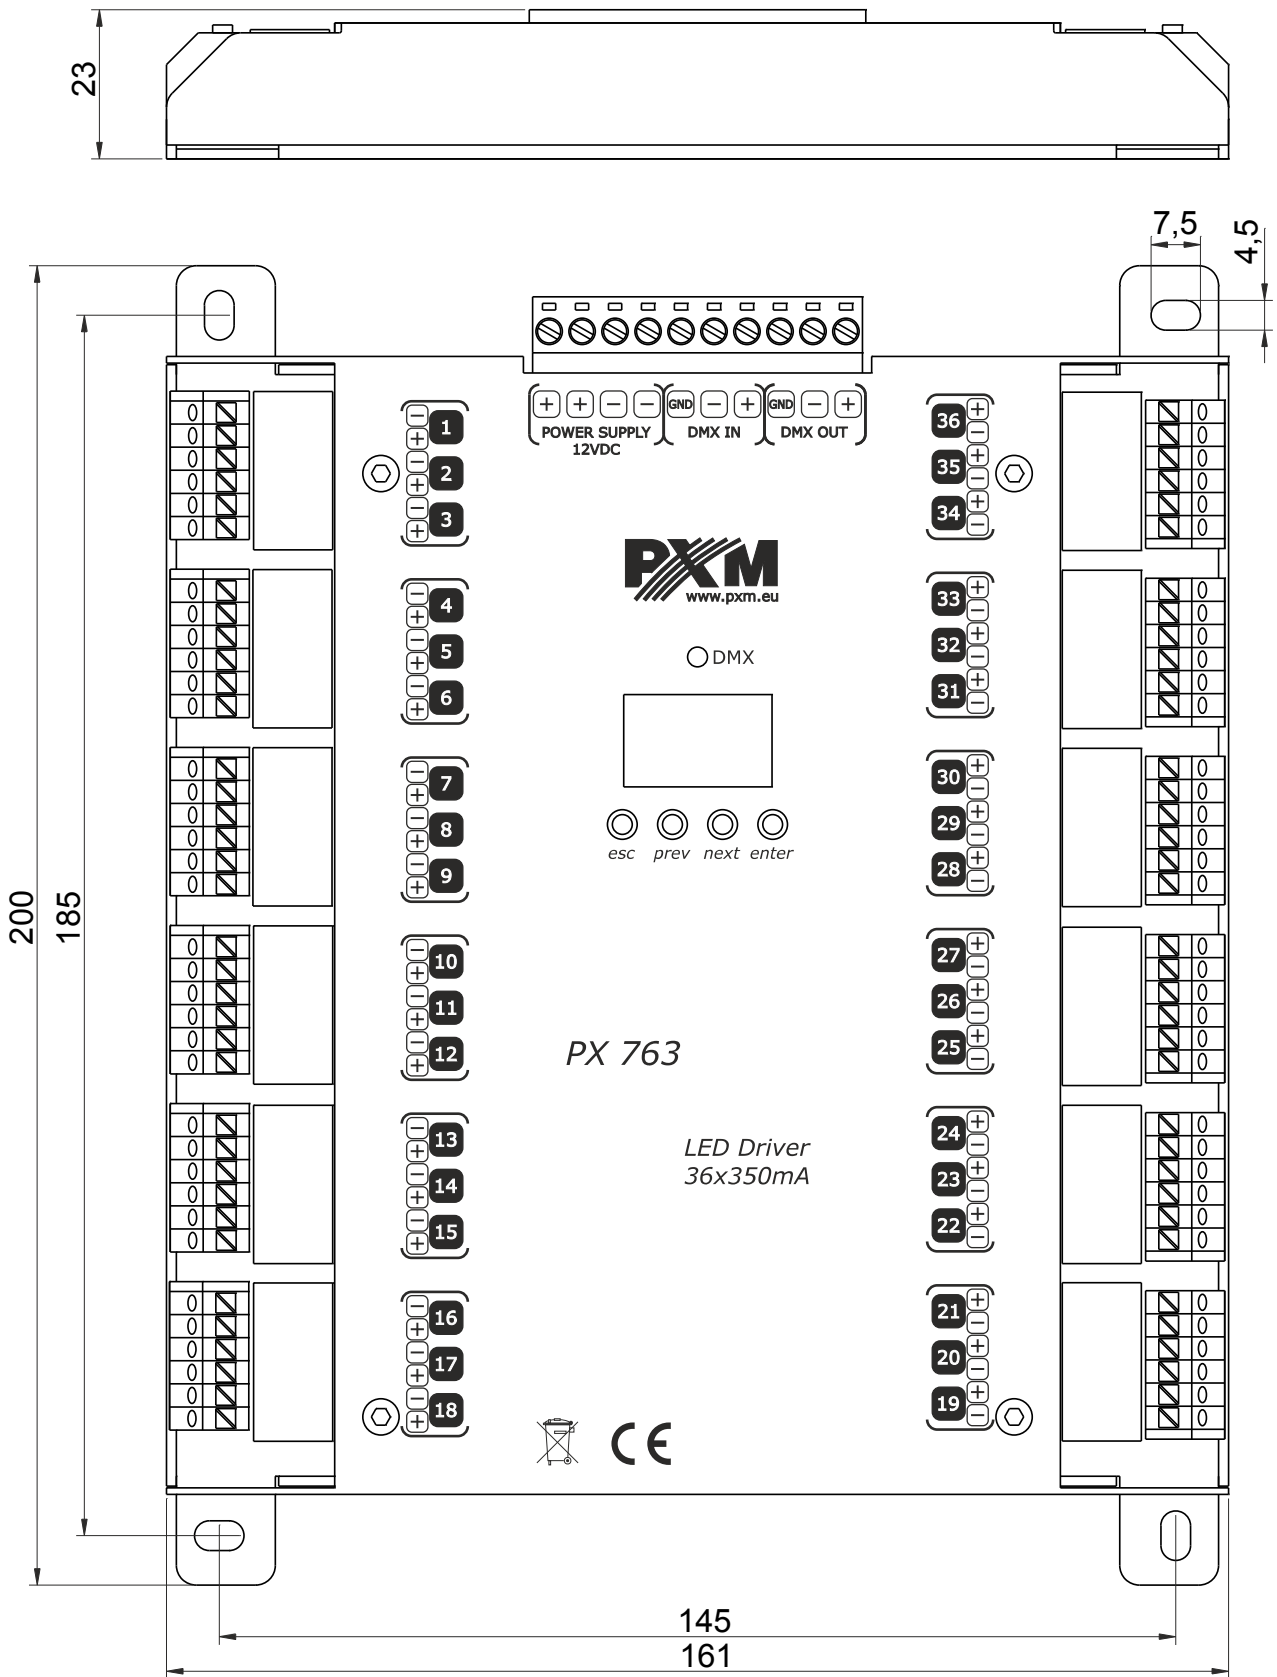 23
7,5
4,5
200
185
+ + − − GND − + GND − +
POWER SUPPLY DMX IN DMX OUT
12VDC
− + 1
− + 2
− + 3
− + 4
− + 5
− + 6
− + 7
− + 8
− + 9
− + 10
− + 11
− + 12
− + 13
− + 14
− + 15
− + 16
− + 17
− + 18
PXM
www.pxm.eu
DMX
esc prev next enter
PX 763
LED Driver
36x350mA
CE
36 + −
35 + −
34 + −
33 + −
32 + −
31 + −
30 + −
29 + −
28 + −
27 + −
26 + −
25 + −
24 + −
23 + −
22 + −
21 + −
20 + −
19 + −
145
161